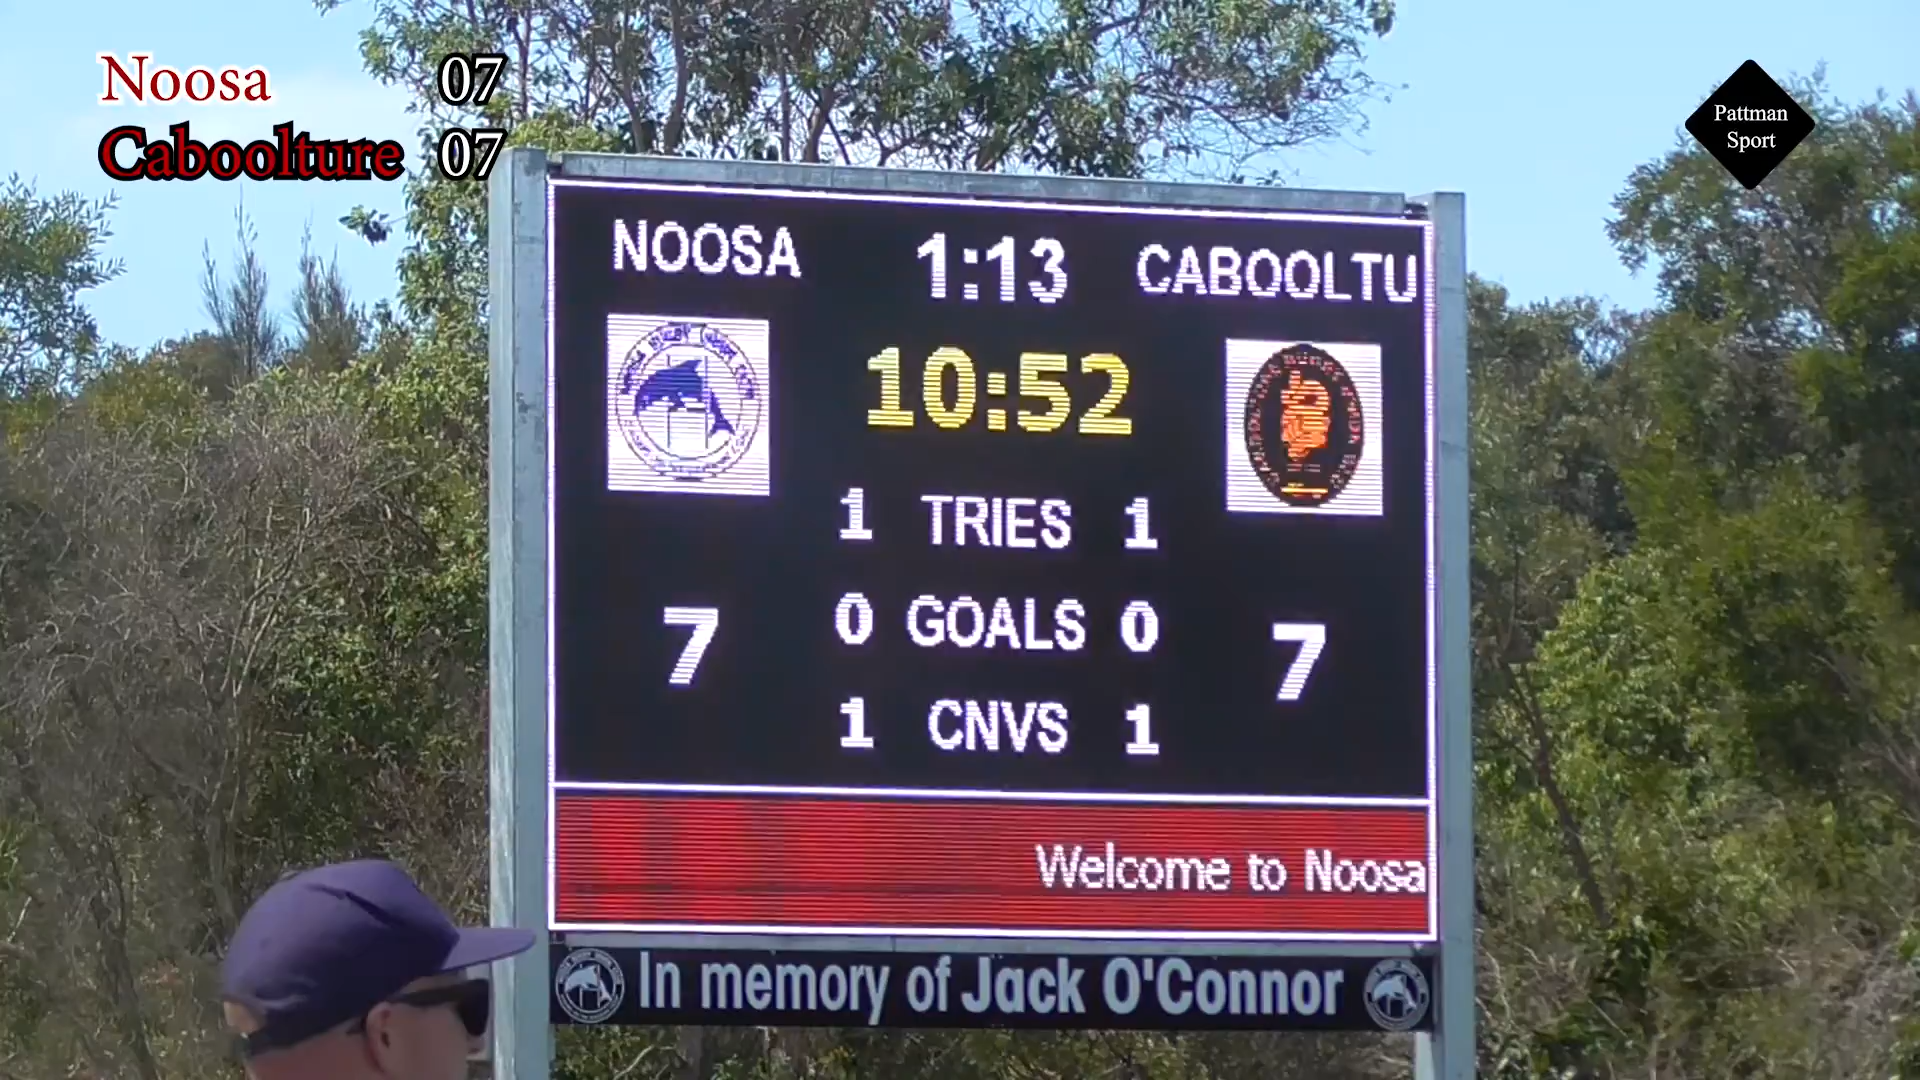 Noosa 07
Caboolture 07
Pattman
Sport
NOOSA 1:13 CABOOLTU
10:52
1 TRIES 1
0 GOALS 0
7 7
1 CNVS 1
Welcome to Noosa
In memory of Jack O'Connor